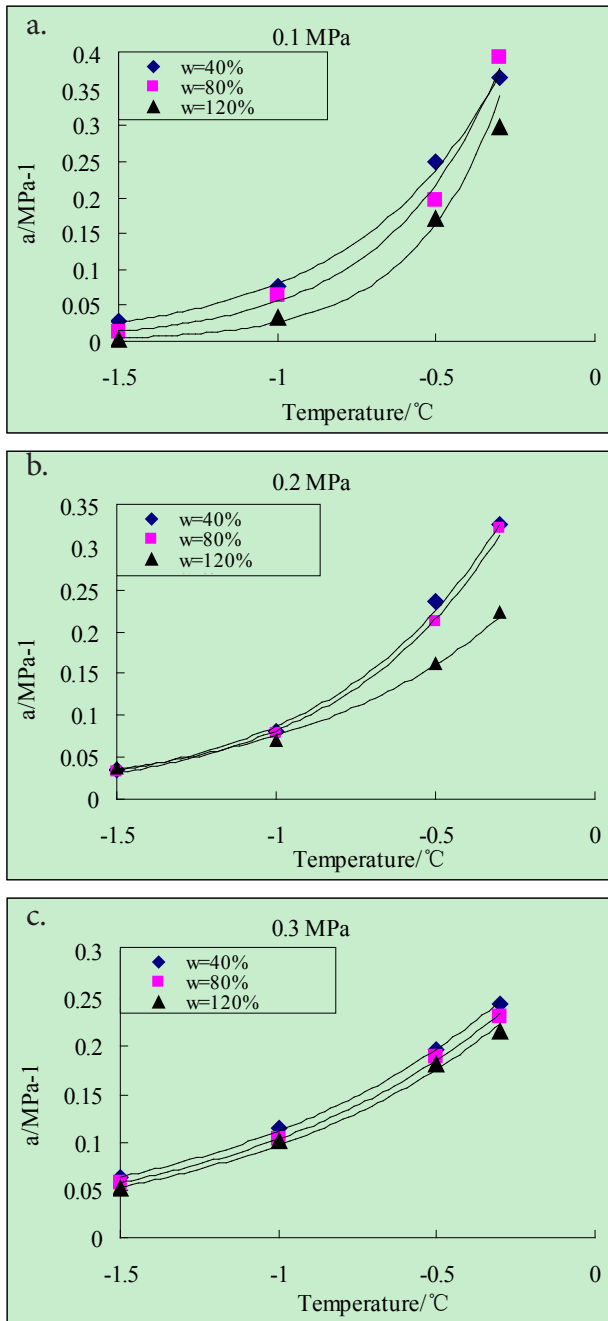 a.
0.1 MPa
w=40%
w=80%
w=120%
0.4
0.35
0.3
0.25
0.2
0.15
0.1
0.05
0
a/MPa-1
-1.5 -1 -0.5 0
Temperature/℃
b.
0.2 MPa
w=40%
w=80%
w=120%
0.35
0.3
0.25
0.2
0.15
0.1
0.05
0
a/MPa-1
-1.5 -1 -0.5 0
Temperature/℃
c.
0.3 MPa
w=40%
w=80%
w=120%
0.3
0.25
0.2
0.15
0.1
0.05
0
a/MPa-1
-1.5 -1 -0.5 0
Temperature/℃